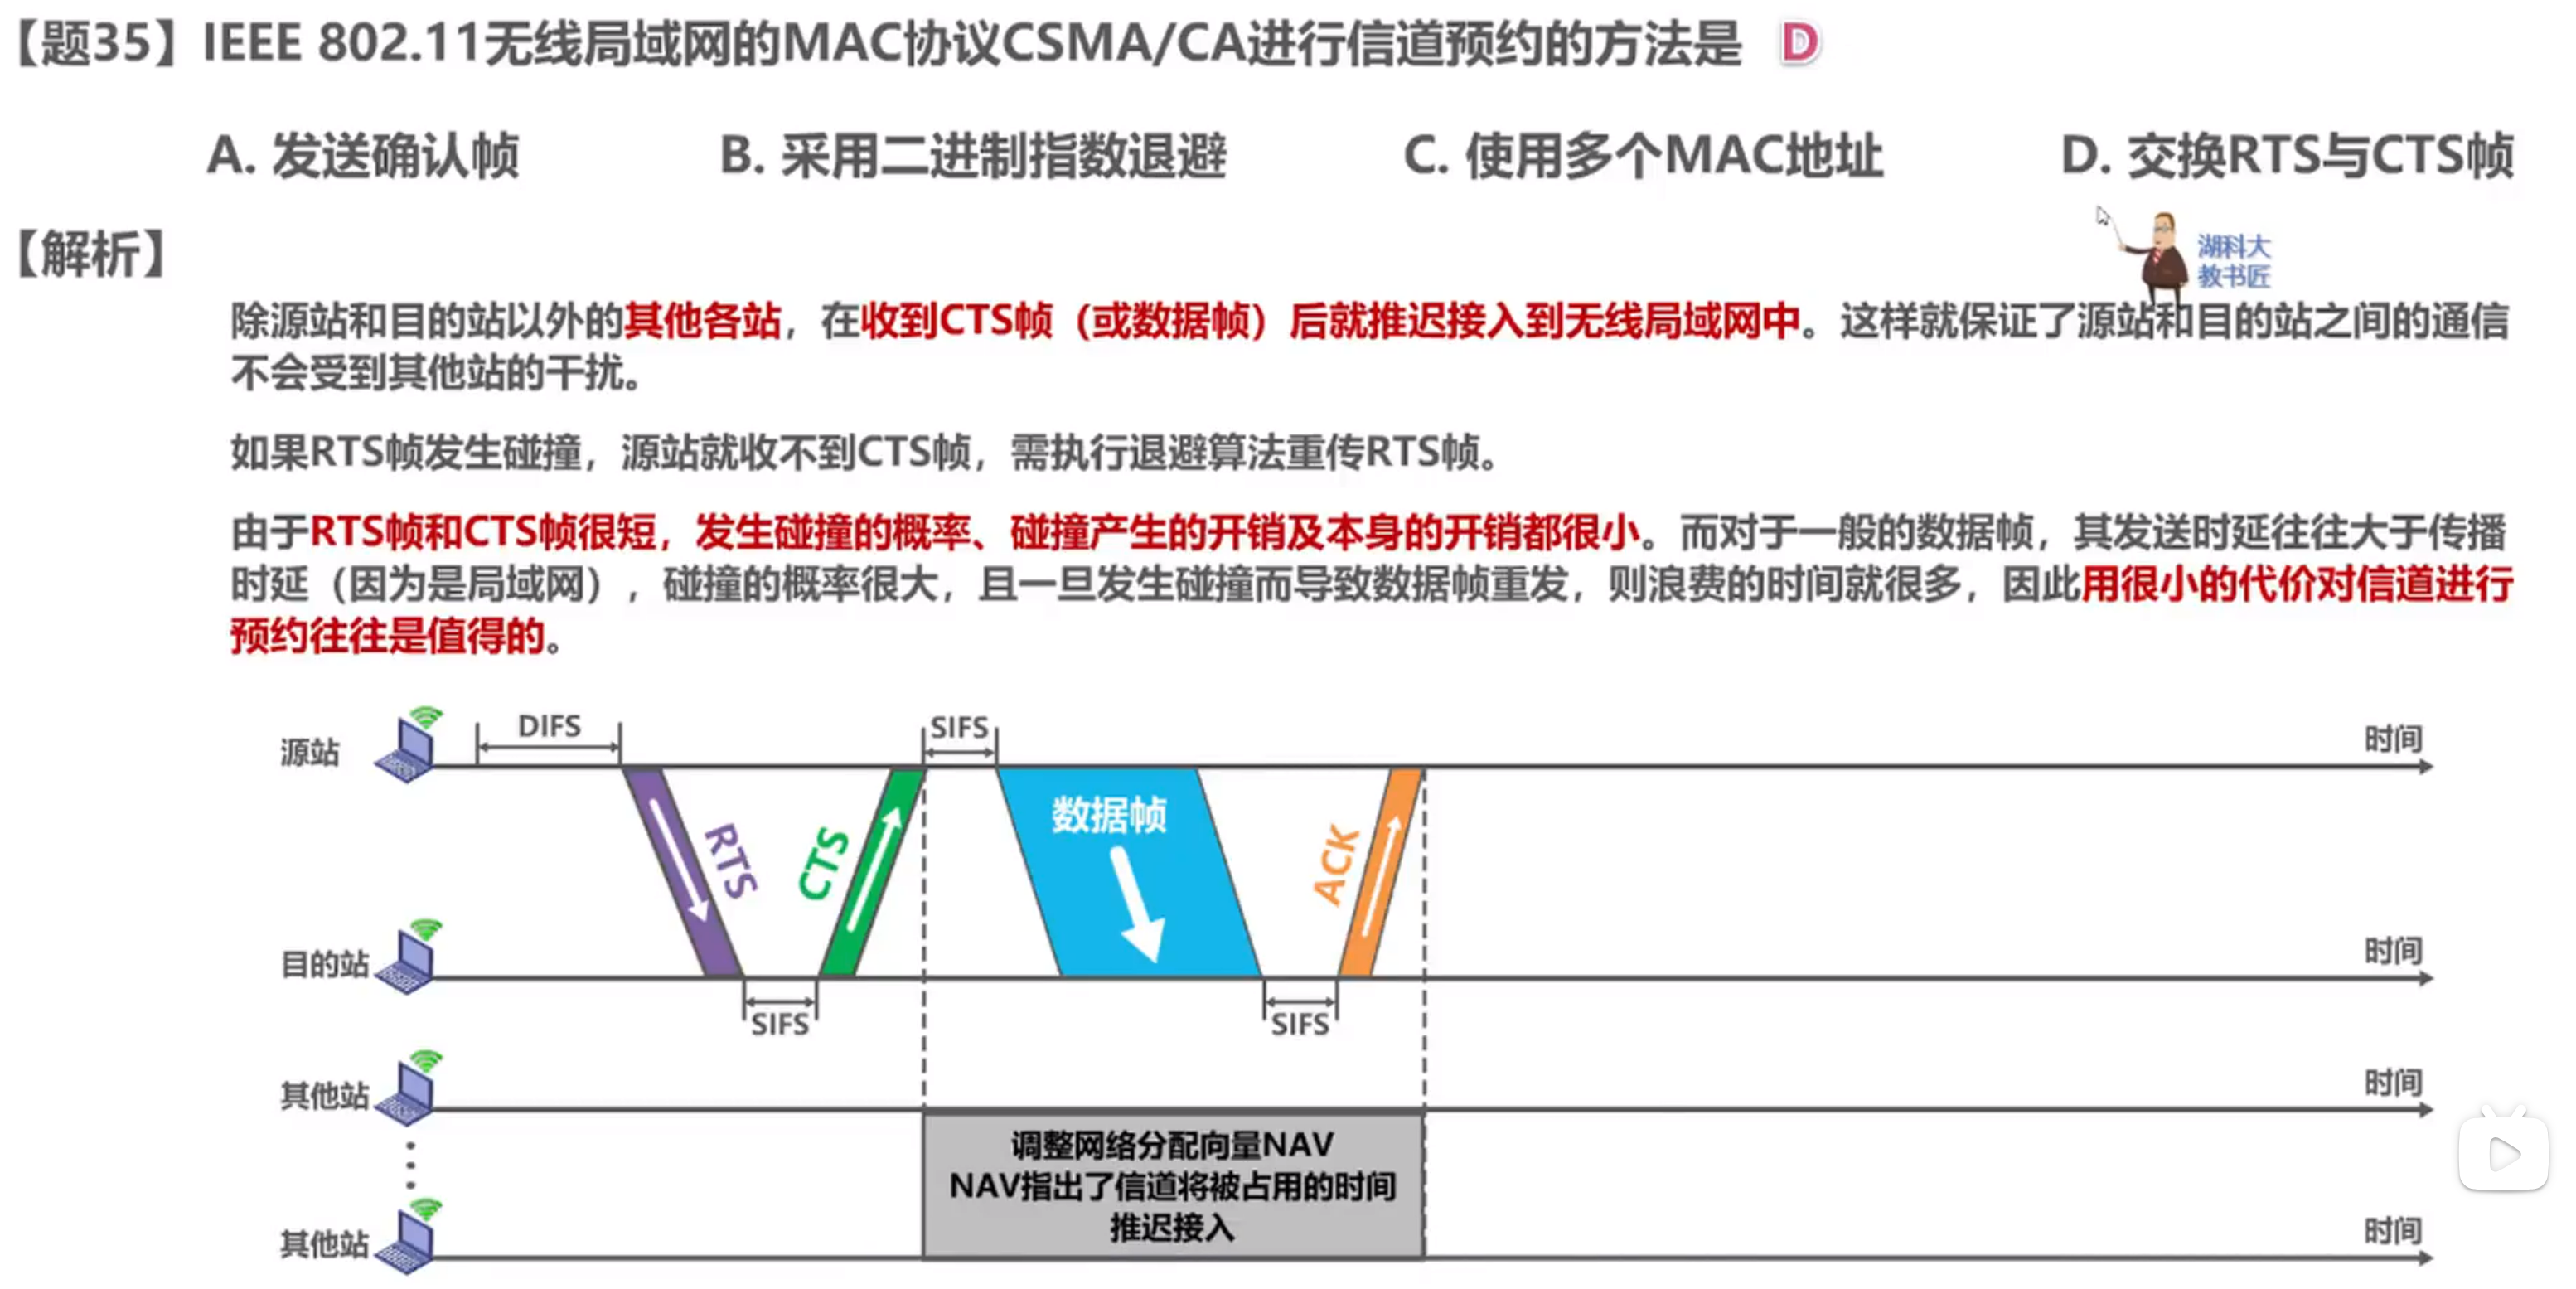 【题35】IEEE 802.11无线局域网的MAC协议CSMA/CA进行信道预约的方法是 D
A. 发送确认帧 B. 采用二进制指数退避 C. 使用多个MAC地址 D. 交换RTS与CTS帧
【解析】
湖科大
教书匠
除源站和目的站以外的其他各站，在收到CTS帧（或数据帧）后就推迟接入到无线局域网中。这样就保证了源站和目的站之间的通信
不会受到其他站的干扰。
如果RTS帧发生碰撞，源站就收不到CTS帧，需执行退避算法重传RTS帧。
由于RTS帧和CTS帧很短，发生碰撞的概率、碰撞产生的开销及本身的开销都很小。而对于一般的数据帧，其发送时延往往大于传播
时延（因为是局域网），碰撞的概率很大，且一旦发生碰撞而导致数据帧重发，则浪费的时间就很多，因此用很小的代价对信道进行
预约往往是值得的。
DIFS SIFS
源站 时间
RTS CTS 数据帧 ACK
目的站 时间
SIFS SIFS
其他站 时间
调整网络分配向量NAV
NAV指出了信道将被占用的时间
推迟接入
其他站 时间